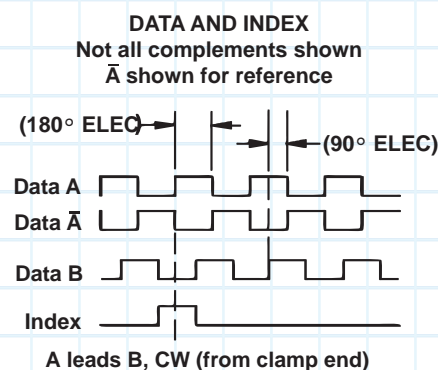 DATA AND INDEX
Not all complements shown
A̅ shown for reference
(180° ELEC)
(90° ELEC)
Data A
Data A̅
Data B
Index
A leads B, CW (from clamp end)